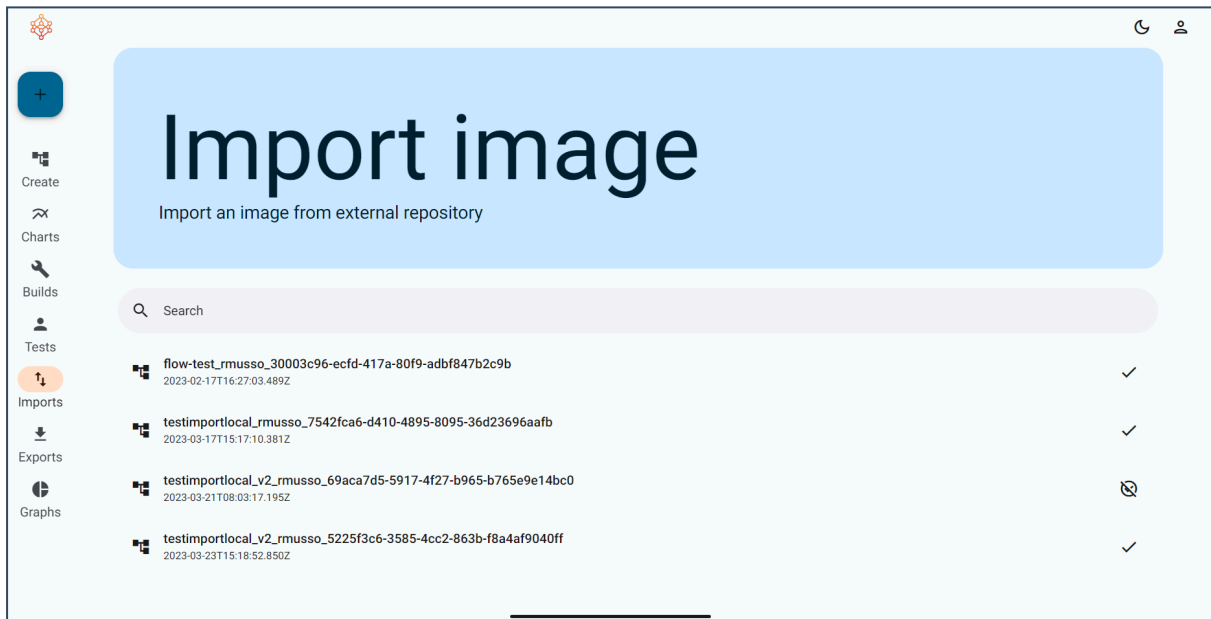 Import image
Import an image from external repository
Create
Charts
Builds
Tests
Imports
Exports
Graphs
Search
flow-test_rmusso_30003c96-ecfd-417a-80f9-adbf847b2c9b
2023-02-17T16:27:03.489Z
testimportlocal_rmusso_7542fca6-d410-4895-8095-36d23696aafb
2023-03-17T15:17:10.381Z
testimportlocal_v2_rmusso_69aca7d5-5917-4f27-b965-b765e9e14bc0
2023-03-21T08:03:17.195Z
testimportlocal_v2_rmusso_5225f3c6-3585-4cc2-863b-f8a4af9040ff
2023-03-23T15:18:52.850Z